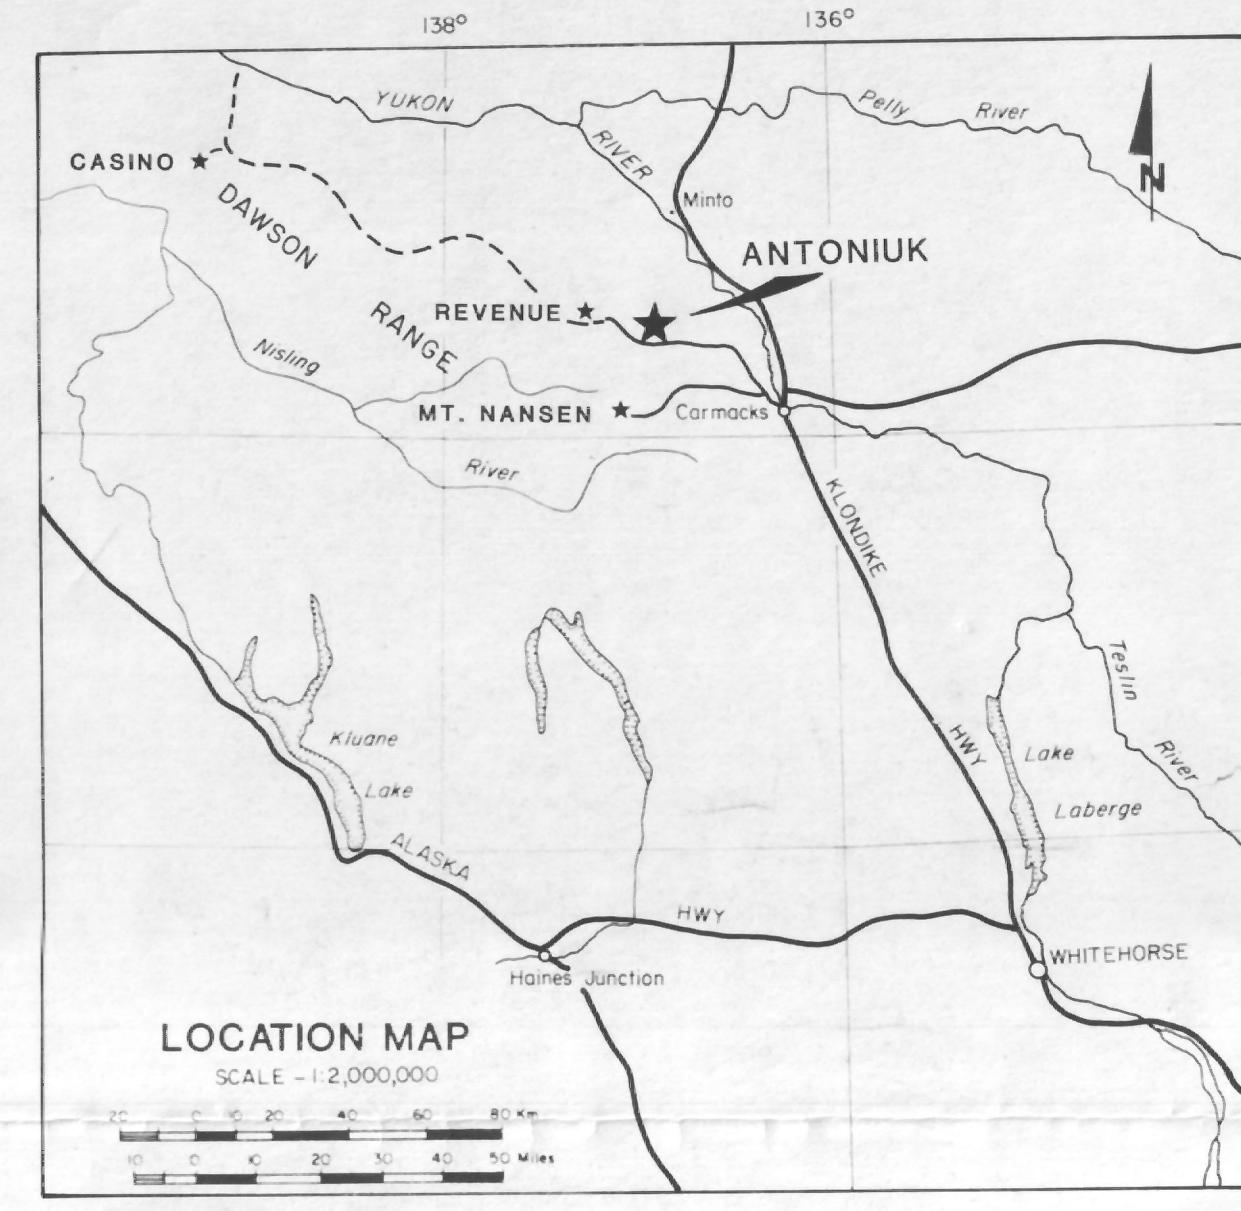 138° 136°
YUKON
RIVER
Pelly River
CASINO
N
DAWSON
RANGE
Minto
ANTONIUK
REVENUE
Nisling
River
MT. NANSEN
Carmacks
KLONDIKE
HWY
Teslin
River
Kluane
Lake
Lake
Laberge
ALASKA
HWY
WHITEHORSE
Haines Junction
LOCATION MAP
SCALE - 1:2,000,000
20 0 10 20 40 60 80 Km
10 0 10 20 30 40 50 Miles